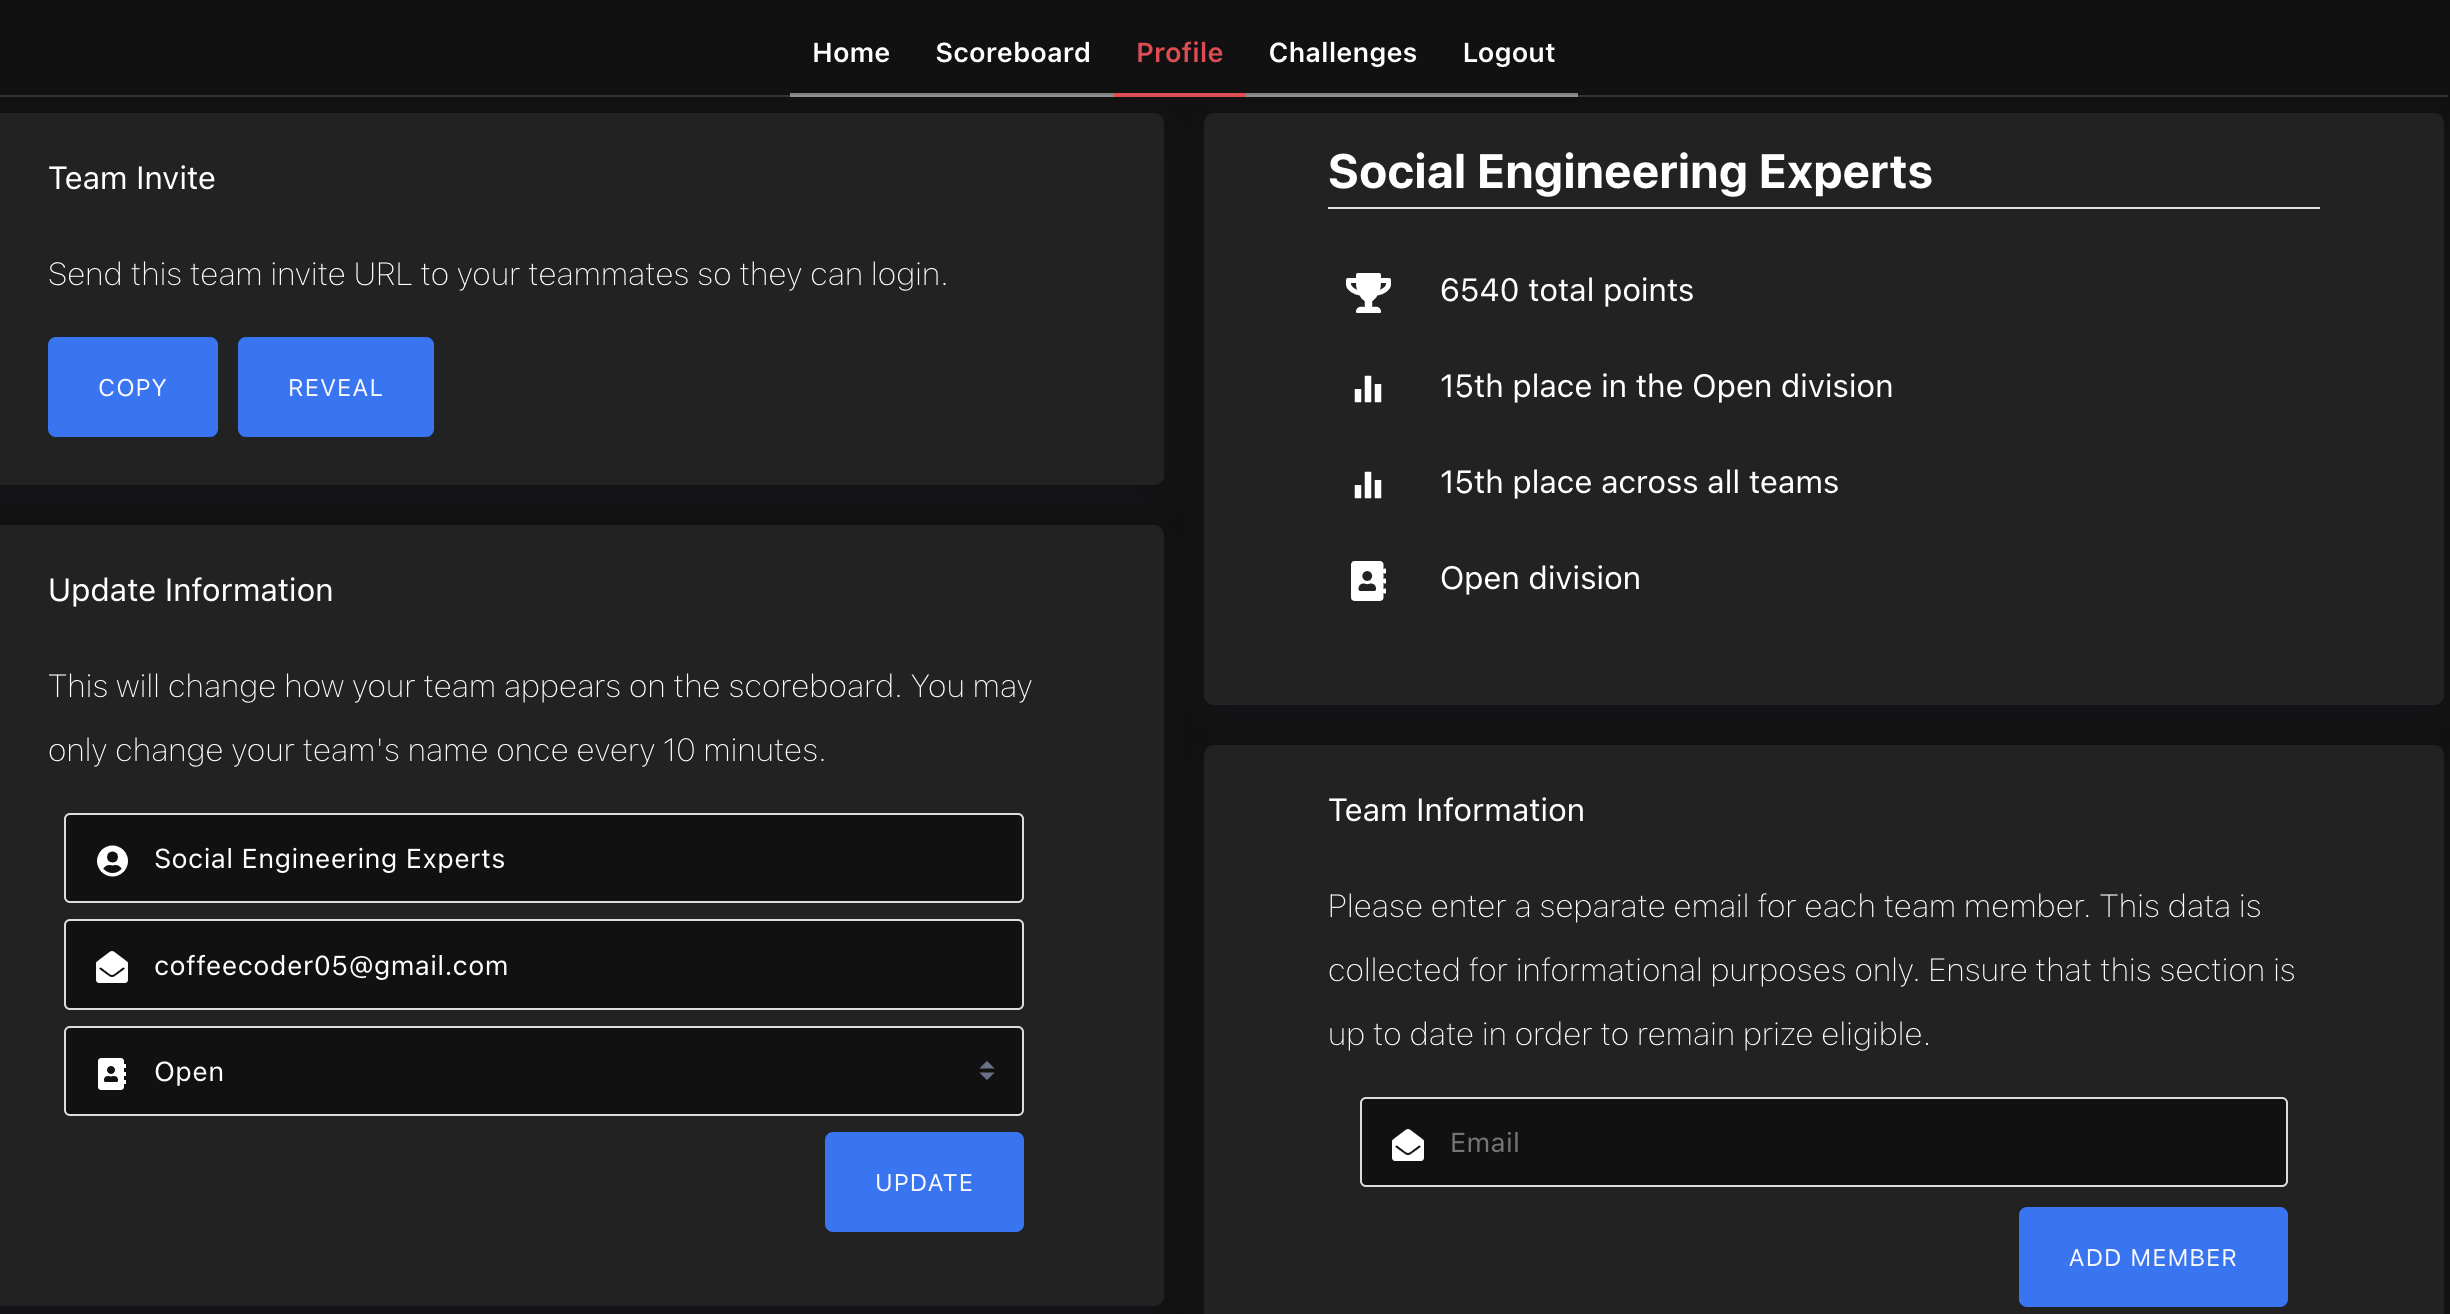 Home Scoreboard Profile Challenges Logout
Team Invite
Send this team invite URL to your teammates so they can login.
COPY REVEAL
Update Information
This will change how your team appears on the scoreboard. You may
only change your team's name once every 10 minutes.
Social Engineering Experts
coffeecoder05@gmail.com
Open
UPDATE
Social Engineering Experts
6540 total points
15th place in the Open division
15th place across all teams
Open division
Team Information
Please enter a separate email for each team member. This data is
collected for informational purposes only. Ensure that this section is
up to date in order to remain prize eligible.
Email
ADD MEMBER